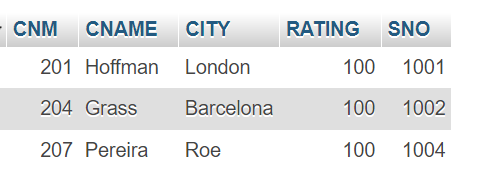 CNM CNAME CITY RATING SNO
201 Hoffman London 100 1001
204 Grass Barcelona 100 1002
207 Pereira Roe 100 1004